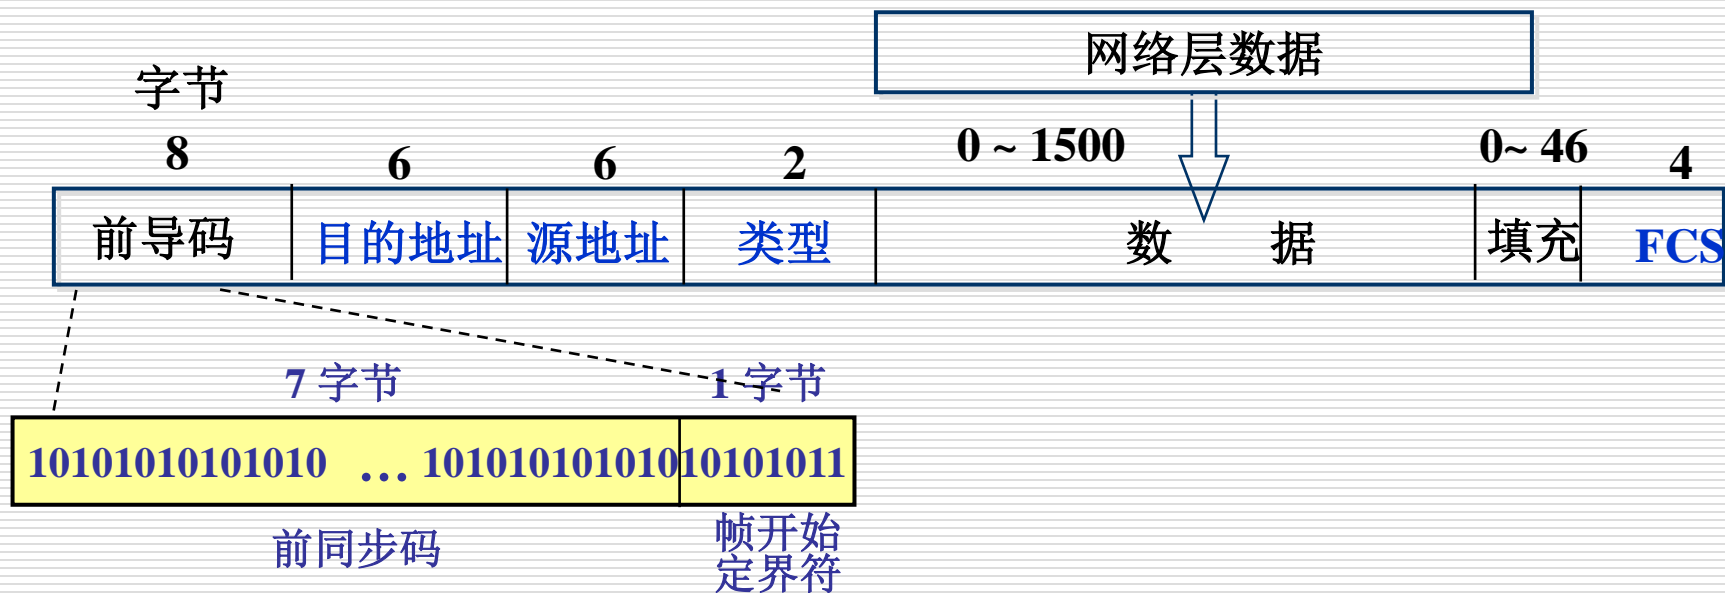 网络层数据
字节
8 6 6 2 0 ~ 1500 0~ 46 4
前导码 目的地址 源地址 类型 数 据 填充 FCS
7 字节 1 字节
10101010101010 … 101010101010 10101011
前同步码 帧开始
定界符